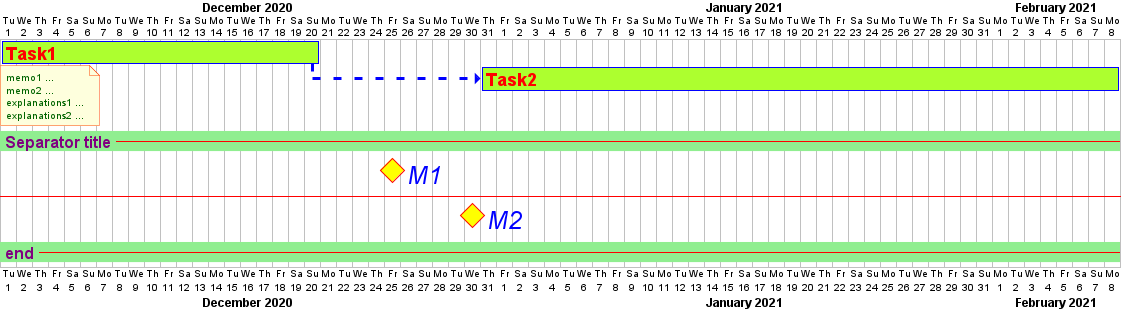 December 2020 January 2021 February 2021
Tu We Th Fr Sa Su Mo Tu We Th Fr Sa Su Mo Tu We Th Fr Sa Su Mo Tu We Th Fr Sa Su Mo Tu We Th Fr Sa Su Mo Tu We Th Fr Sa Su Mo Tu We Th Fr Sa Su Mo Tu We Th Fr Sa Su Mo Tu We Th Fr Sa Su Mo Tu We Th Fr Sa Su Mo
1 2 3 4 5 6 7 8 9 10 11 12 13 14 15 16 17 18 19 20 21 22 23 24 25 26 27 28 29 30 31 1 2 3 4 5 6 7 8 9 10 11 12 13 14 15 16 17 18 19 20 21 22 23 24 25 26 27 28 29 30 31 1 2 3 4 5 6 7 8
Task1
memo1 ...
memo2 ...
explanations1 ...
explanations2 ...
Task2
Separator title
M1
M2
end
Tu We Th Fr Sa Su Mo Tu We Th Fr Sa Su Mo Tu We Th Fr Sa Su Mo Tu We Th Fr Sa Su Mo Tu We Th Fr Sa Su Mo Tu We Th Fr Sa Su Mo Tu We Th Fr Sa Su Mo Tu We Th Fr Sa Su Mo Tu We Th Fr Sa Su Mo Tu We Th Fr Sa Su Mo
1 2 3 4 5 6 7 8 9 10 11 12 13 14 15 16 17 18 19 20 21 22 23 24 25 26 27 28 29 30 31 1 2 3 4 5 6 7 8 9 10 11 12 13 14 15 16 17 18 19 20 21 22 23 24 25 26 27 28 29 30 31 1 2 3 4 5 6 7 8
December 2020 January 2021 February 2021